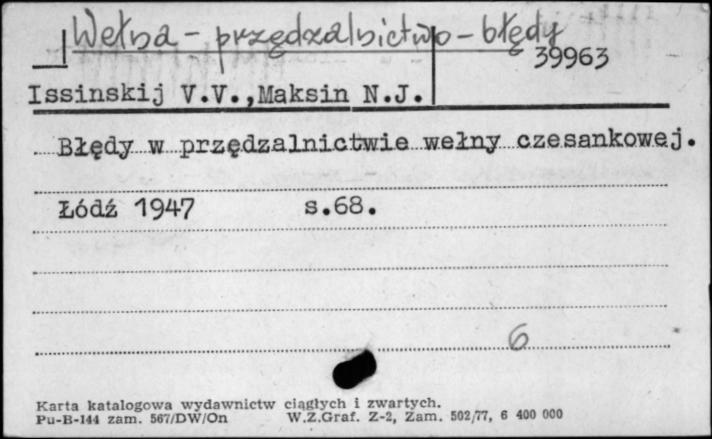 Wełna - przędzalnictwo - błędy
39963
Issinskij V.V., Maksin N.J.
Błędy w przędzalnictwie wełny czesankowej.
Łódź 1947 s.68.
6
Karta katalogowa wydawnictw ciągłych i zwartych.
Pu-B-144 zam. 567/DW/On W.Z.Graf. Z-2, Zam. 502/77, 6 400 000